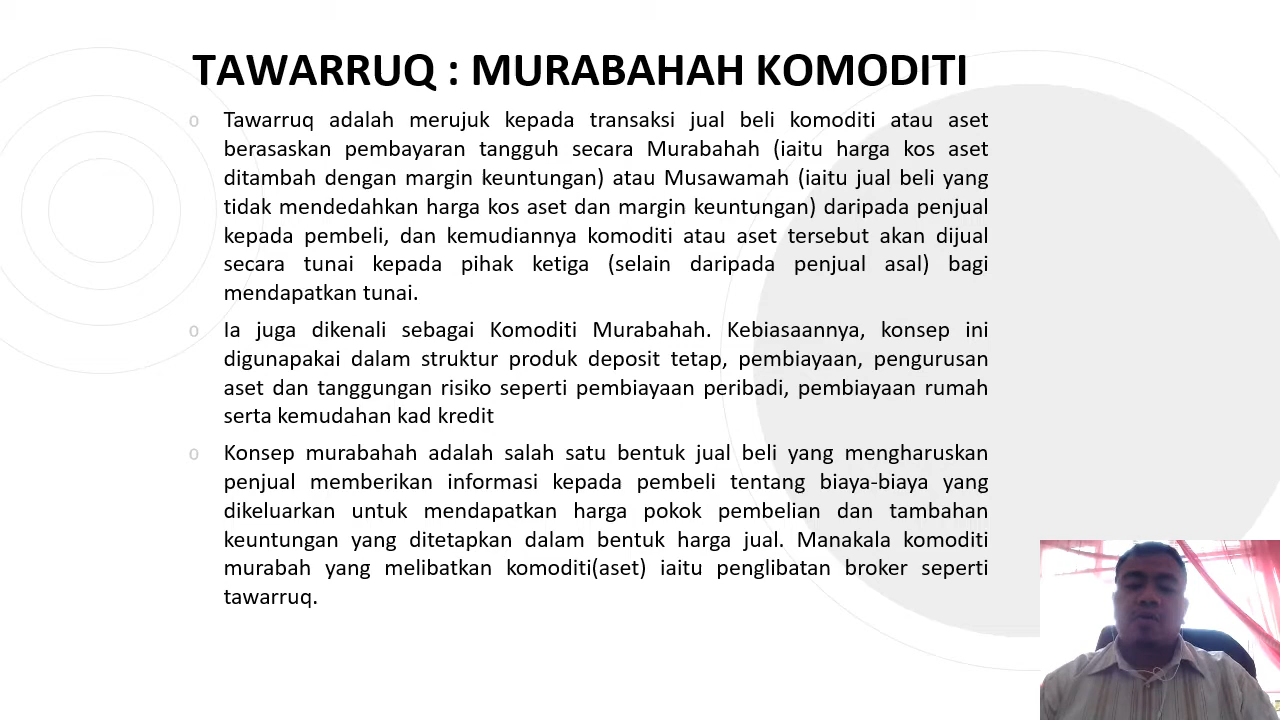 TAWARRUQ : MURABAHAH KOMODITI
o Tawarruq adalah merujuk kepada transaksi jual beli komoditi atau aset
berasaskan pembayaran tangguh secara Murabahah (iaitu harga kos aset
ditambah dengan margin keuntungan) atau Musawamah (iaitu jual beli yang
tidak mendedahkan harga kos aset dan margin keuntungan) daripada penjual
kepada pembeli, dan kemudiannya komoditi atau aset tersebut akan dijual
secara tunai kepada pihak ketiga (selain daripada penjual asal) bagi
mendapatkan tunai.
o Ia juga dikenali sebagai Komoditi Murabahah. Kebiasaannya, konsep ini
digunapakai dalam struktur produk deposit tetap, pembiayaan, pengurusan
aset dan tanggungan risiko seperti pembiayaan peribadi, pembiayaan rumah
serta kemudahan kad kredit
o Konsep murabahah adalah salah satu bentuk jual beli yang mengharuskan
penjual memberikan informasi kepada pembeli tentang biaya-biaya yang
dikeluarkan untuk mendapatkan harga pokok pembelian dan tambahan
keuntungan yang ditetapkan dalam bentuk harga jual. Manakala komoditi
murabah yang melibatkan komoditi(aset) iaitu penglibatan broker seperti
tawarruq.